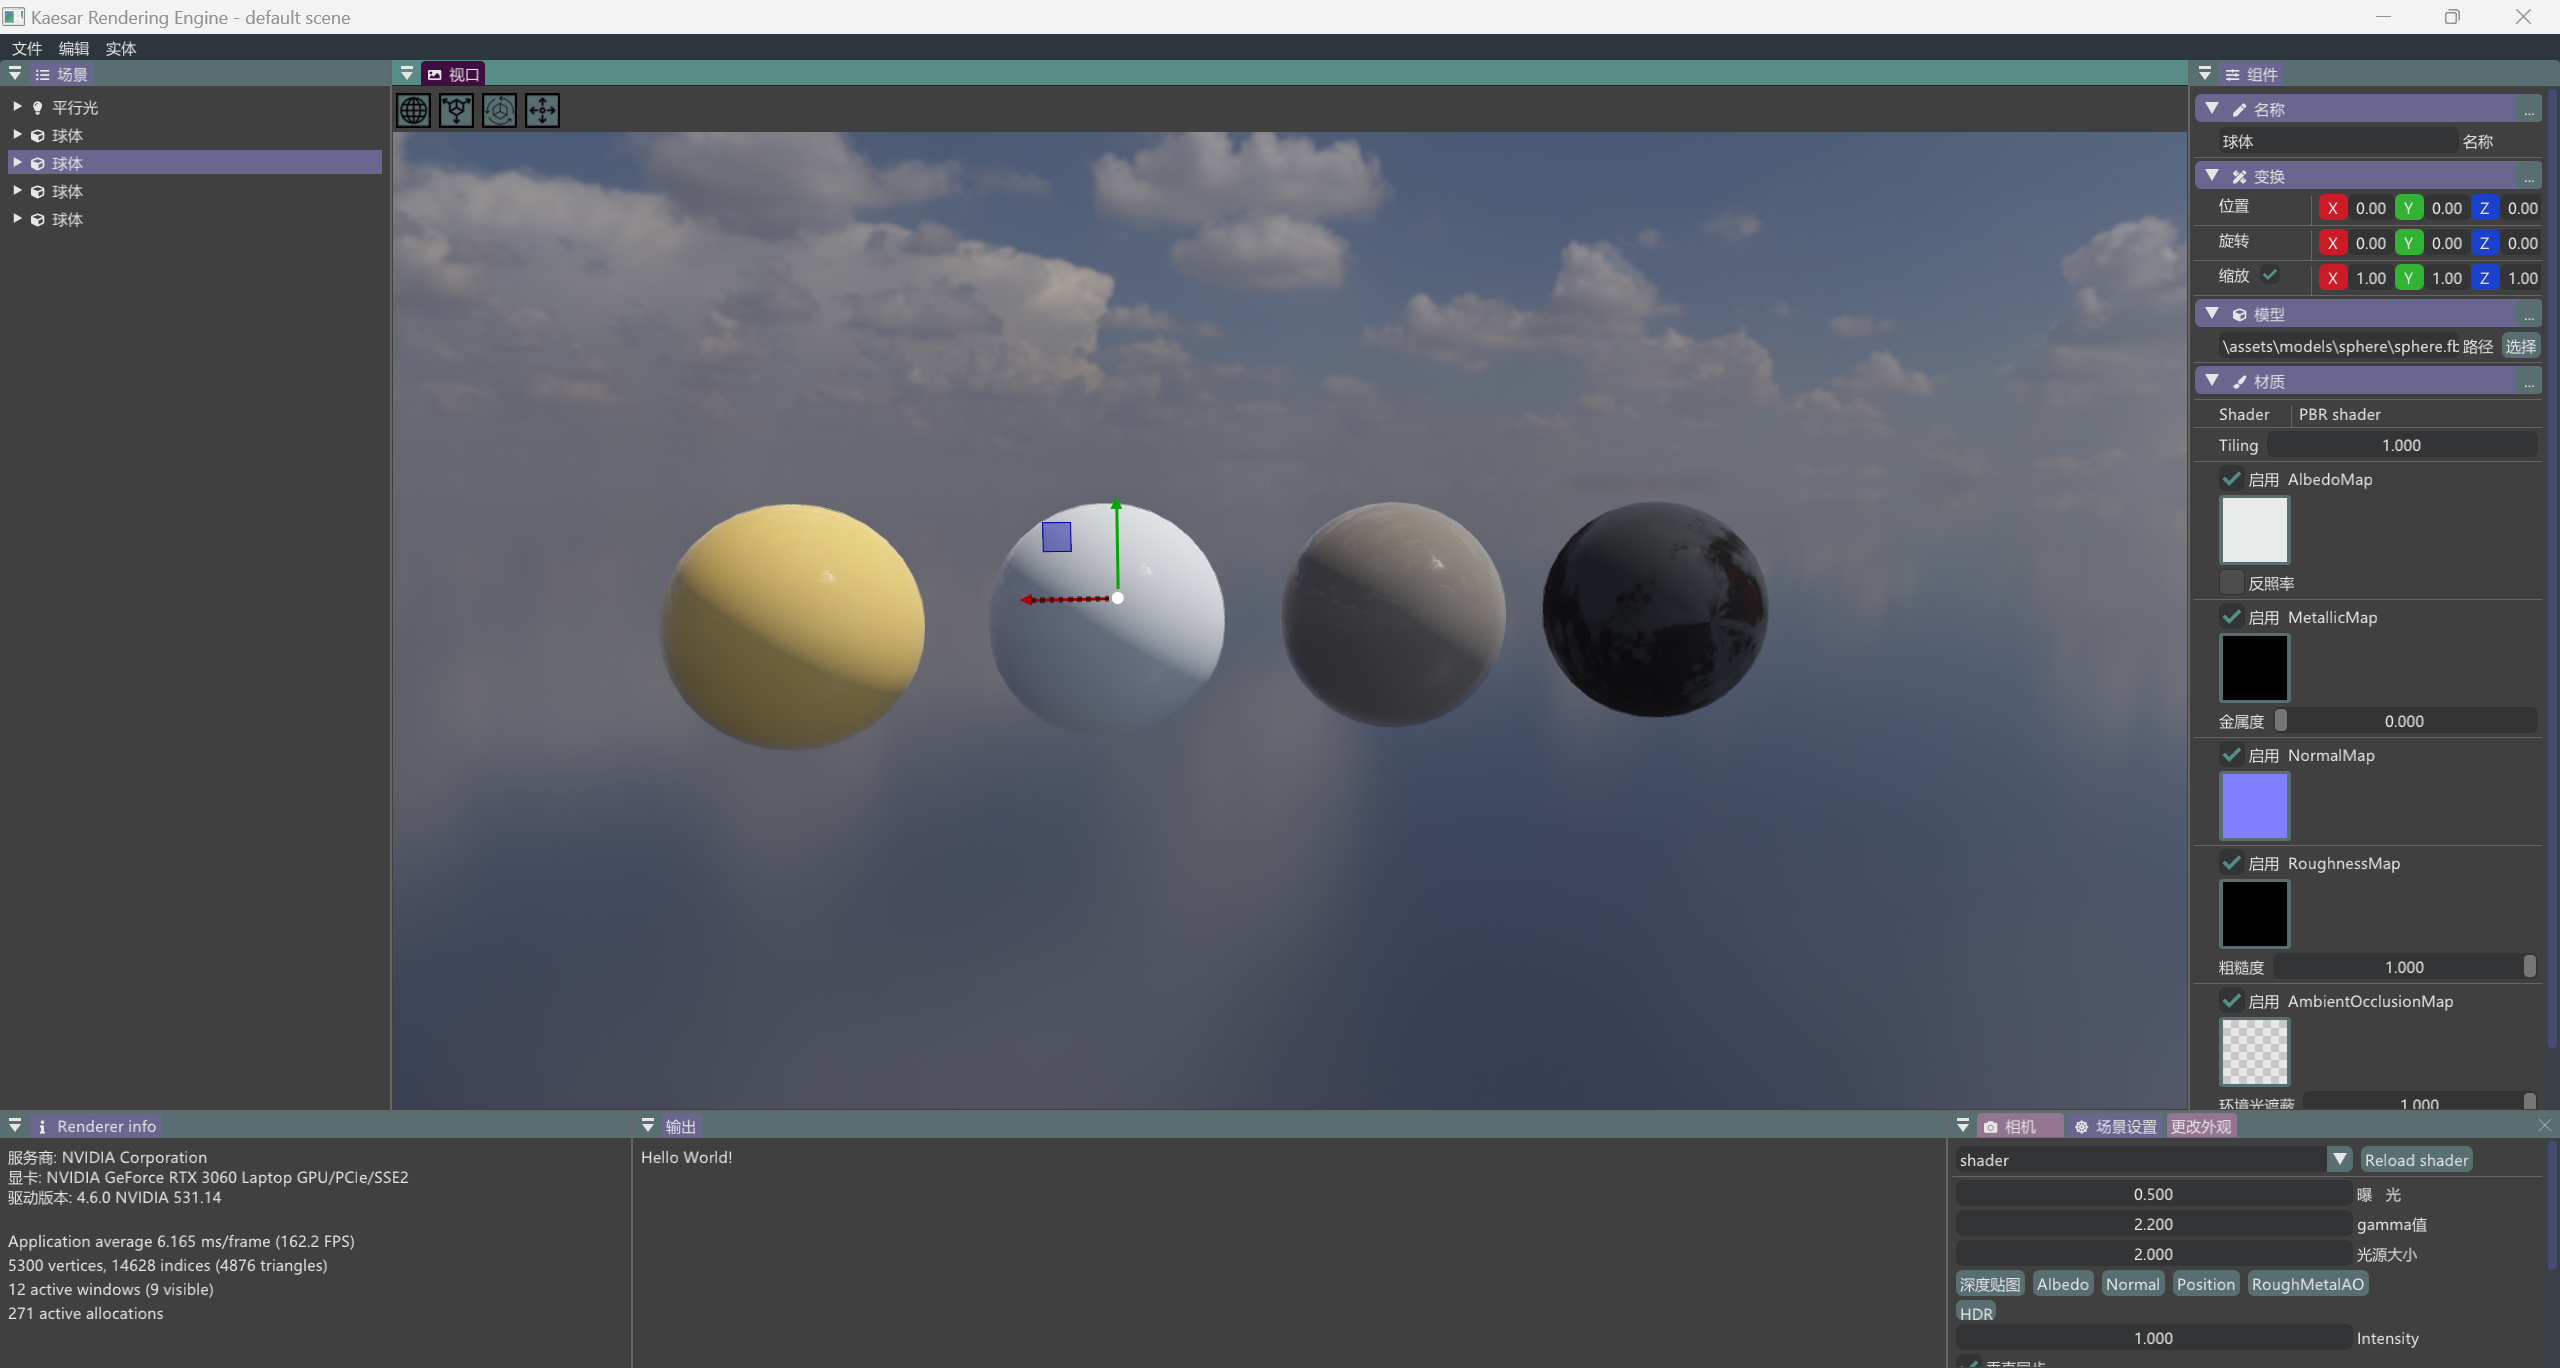 Kaesar Rendering Engine - default scene
文件 编辑 实体
场景
平行光
球体
球体
球体
球体
视口
组件
名称 ...
球体 名称
变换 ...
位置 X 0.00 Y 0.00 Z 0.00
旋转 X 0.00 Y 0.00 Z 0.00
缩放 X 1.00 Y 1.00 Z 1.00
模型 ...
\assets\models\sphere\sphere.fb 路径 选择
材质 ...
Shader PBR shader
Tiling 1.000
启用 AlbedoMap
反照率
启用 MetallicMap
金属度 0.000
启用 NormalMap
启用 RoughnessMap
粗糙度 1.000
启用 AmbientOcclusionMap
环境光遮蔽 1.000
Renderer info
服务商: NVIDIA Corporation
显卡: NVIDIA GeForce RTX 3060 Laptop GPU/PCIe/SSE2
驱动版本: 4.6.0 NVIDIA 531.14
Application average 6.165 ms/frame (162.2 FPS)
5300 vertices, 14628 indices (4876 triangles)
12 active windows (9 visible)
271 active allocations
输出
Hello World!
相机 场景设置 更改外观
shader Reload shader
0.500 曝 光
2.200 gamma值
2.000 光源大小
深度贴图 Albedo Normal Position RoughMetalAO
HDR
1.000 Intensity